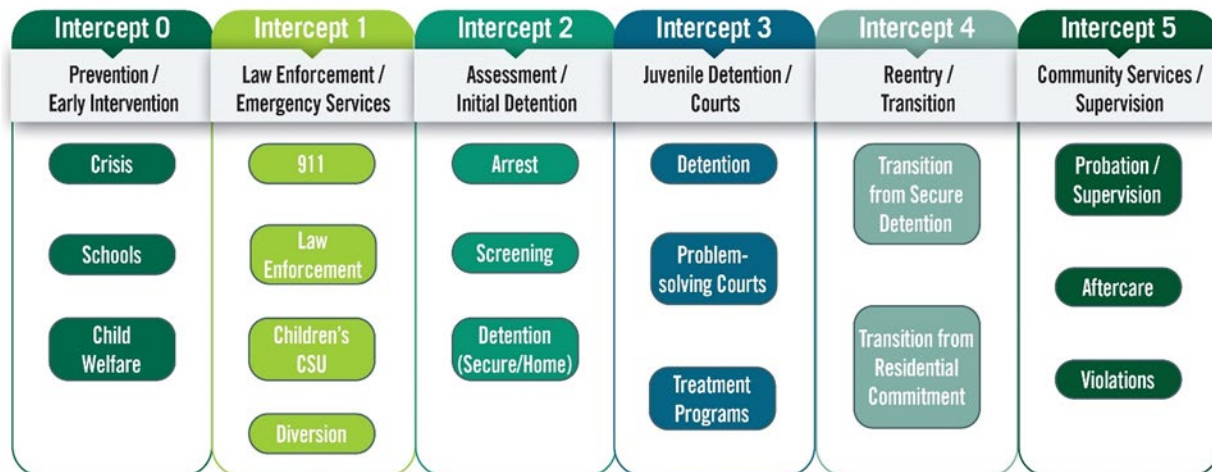 Intercept 0
Prevention /
Early Intervention
Crisis
Schools
Child
Welfare
Intercept 1
Law Enforcement /
Emergency Services
911
Law
Enforcement
Children's
CSU
Diversion
Intercept 2
Assessment /
Initial Detention
Arrest
Screening
Detention
(Secure/Home)
Intercept 3
Juvenile Detention /
Courts
Detention
Problem-
solving Courts
Treatment
Programs
Intercept 4
Reentry /
Transition
Transition
from Secure
Detention
Transition from
Residential
Commitment
Intercept 5
Community Services /
Supervision
Probation /
Supervision
Aftercare
Violations